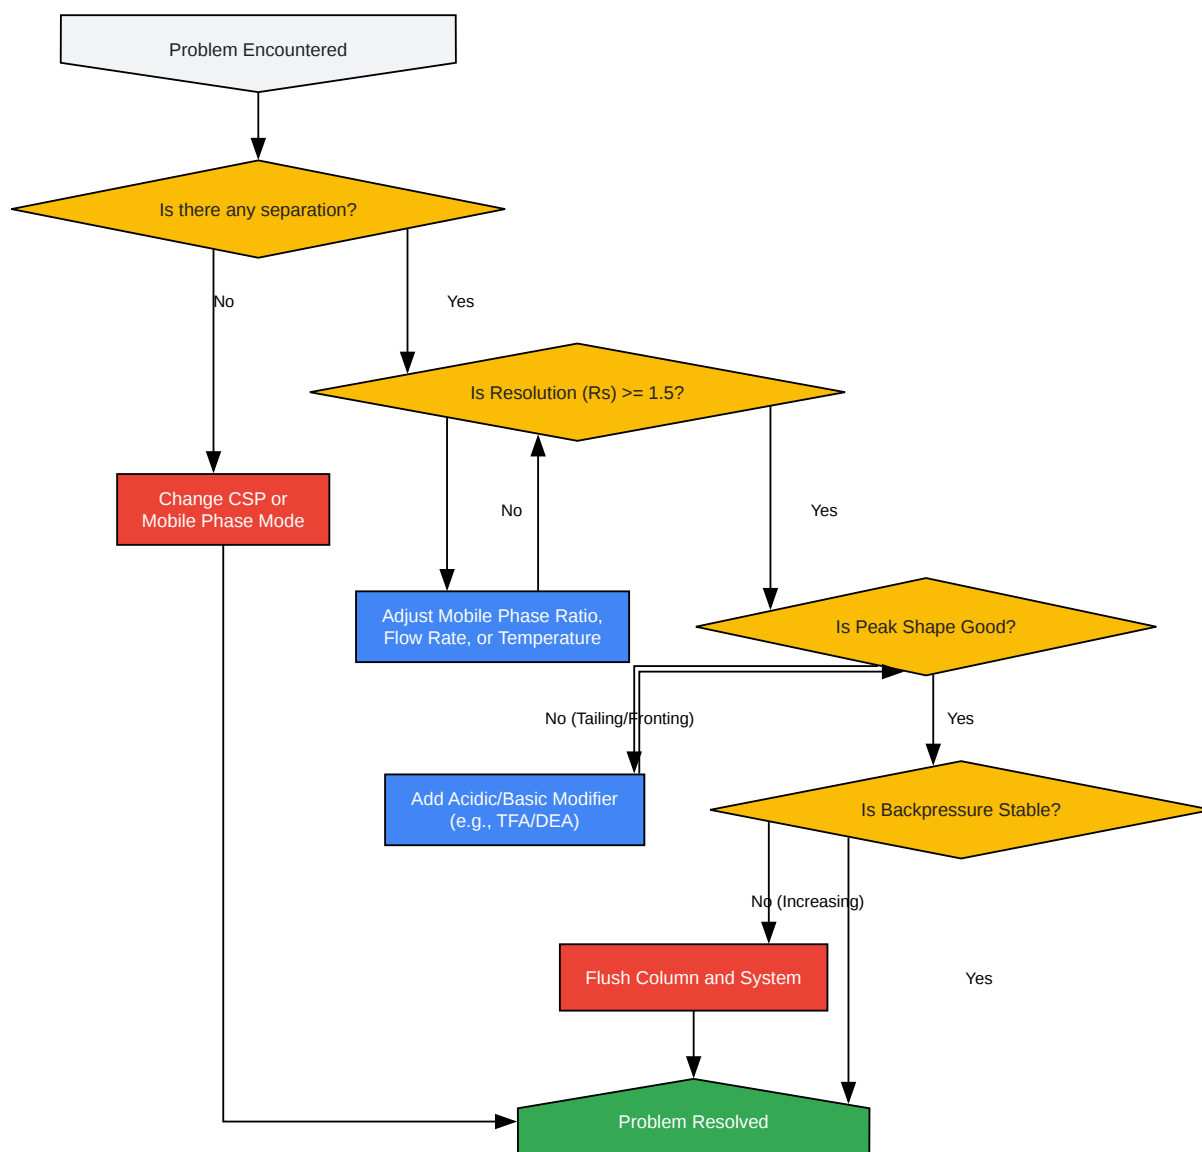 Problem Encountered
Is there any separation?
No
Yes
Is Resolution (Rs) >= 1.5?
Change CSP or
Mobile Phase Mode
No
Yes
Adjust Mobile Phase Ratio,
Flow Rate, or Temperature
Is Peak Shape Good?
No (Tailing/Fronting)
Yes
Add Acidic/Basic Modifier
(e.g., TFA/DEA)
Is Backpressure Stable?
No (Increasing)
Flush Column and System
Yes
Problem Resolved